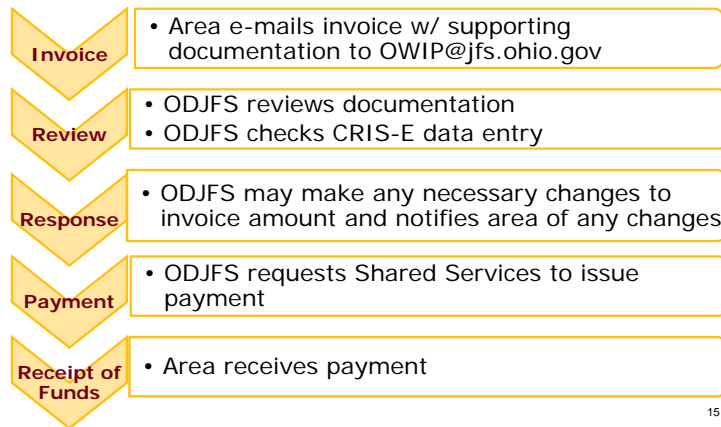 Invoice
• Area e-mails invoice w/ supporting
documentation to OWIP@jfs.ohio.gov
Review
• ODJFS reviews documentation
• ODJFS checks CRIS-E data entry
Response
• ODJFS may make any necessary changes to
invoice amount and notifies area of any changes
Payment
• ODJFS requests Shared Services to issue
payment
Receipt of
Funds
• Area receives payment
15